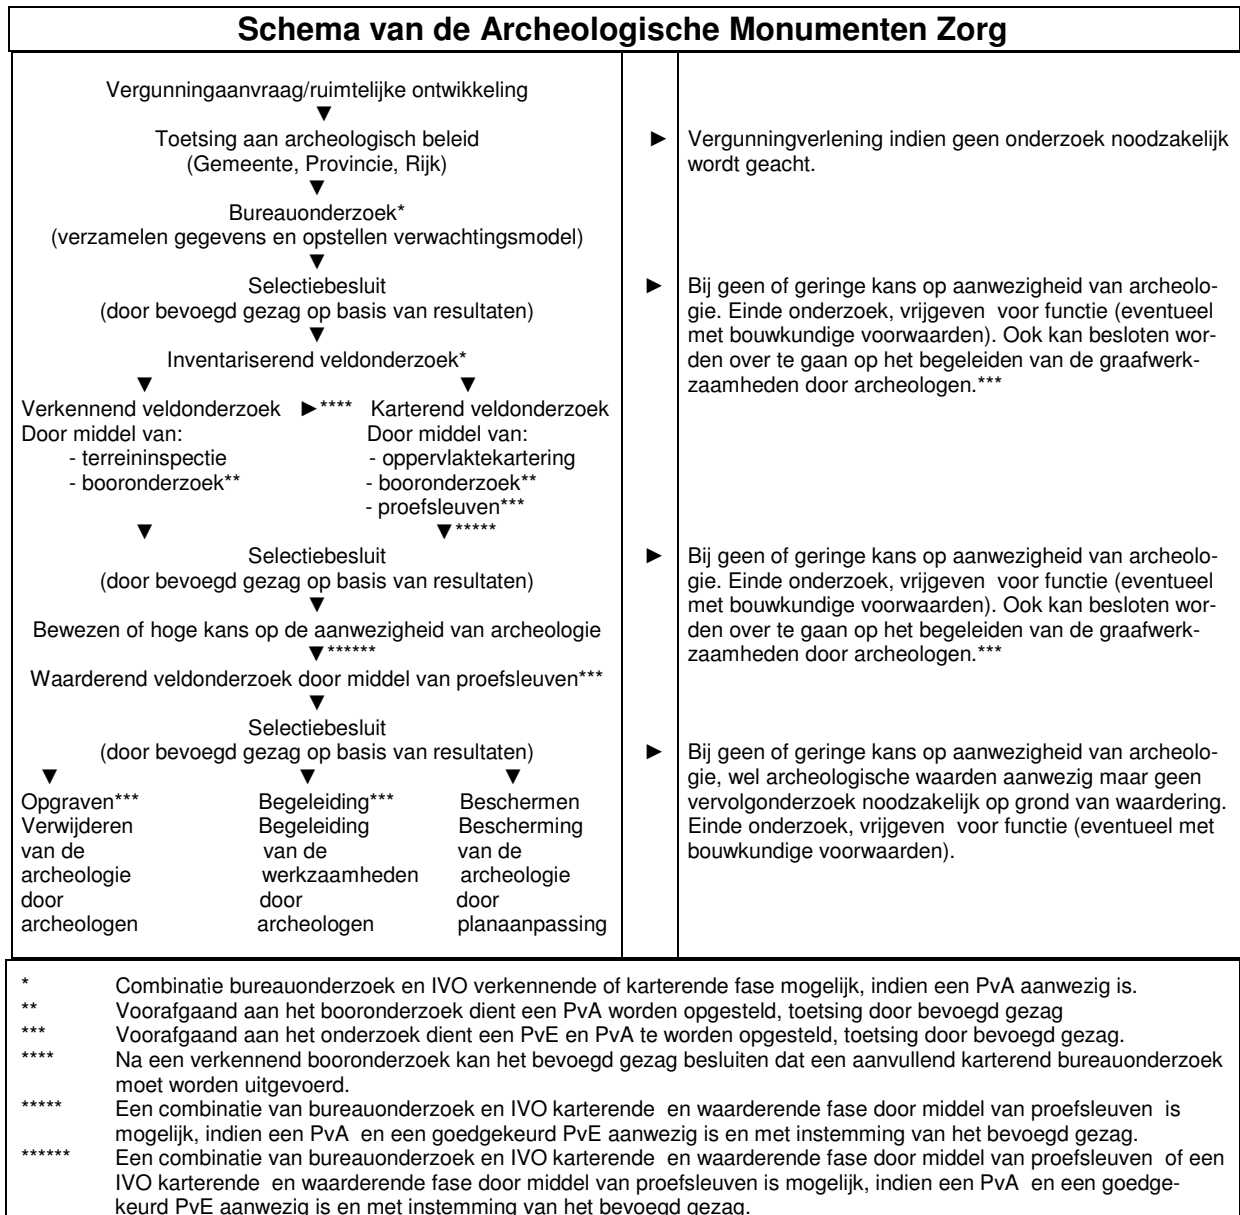 Schema van de Archeologische Monumenten Zorg
Vergunningaanvraag/ruimtelijke ontwikkeling
▼
Toetsing aan archeologisch beleid
(Gemeente, Provincie, Rijk)
► Vergunningverlening indien geen onderzoek noodzakelijk
wordt geacht.
▼
Bureauonderzoek*
(verzamelen gegevens en opstellen verwachtingsmodel)
▼
Selectiebesluit
(door bevoegd gezag op basis van resultaten)
► Bij geen of geringe kans op aanwezigheid van archeolo-
gie. Einde onderzoek, vrijgeven voor functie (eventueel
met bouwkundige voorwaarden). Ook kan besloten wor-
den over te gaan op het begeleiden van de graafwerk-
zaamheden door archeologen.***
▼
Inventariserend veldonderzoek*
▼ ▼
Verkennend veldonderzoek ►**** Karterend veldonderzoek
Door middel van: Door middel van:
- terreininspectie - oppervlaktekartering
- booronderzoek** - booronderzoek**
- proefsleuven***
▼ ▼*****
Selectiebesluit
(door bevoegd gezag op basis van resultaten)
► Bij geen of geringe kans op aanwezigheid van archeolo-
gie. Einde onderzoek, vrijgeven voor functie (eventueel
met bouwkundige voorwaarden). Ook kan besloten wor-
den over te gaan op het begeleiden van de graafwerk-
zaamheden door archeologen.***
▼
Bewezen of hoge kans op de aanwezigheid van archeologie
▼******
Waarderend veldonderzoek door middel van proefsleuven***
▼
Selectiebesluit
(door bevoegd gezag op basis van resultaten)
► Bij geen of geringe kans op aanwezigheid van archeolo-
gie, wel archeologische waarden aanwezig maar geen
vervolgonderzoek noodzakelijk op grond van waardering.
Einde onderzoek, vrijgeven voor functie (eventueel met
bouwkundige voorwaarden).
▼ ▼ ▼
Opgraven*** Begeleiding*** Beschermen
Verwijderen Begeleiding Bescherming
van de van de van de
archeologie werkzaamheden archeologie
door door door
archeologen archeologen planaanpassing
* Combinatie bureauonderzoek en IVO verkennende of karterende fase mogelijk, indien een PvA aanwezig is.
** Voorafgaand aan het booronderzoek dient een PvA worden opgesteld, toetsing door bevoegd gezag
*** Voorafgaand aan het onderzoek dient een PvE en PvA te worden opgesteld, toetsing door bevoegd gezag.
**** Na een verkennend booronderzoek kan het bevoegd gezag besluiten dat een aanvullend karterend bureauonderzoek
moet worden uitgevoerd.
***** Een combinatie van bureauonderzoek en IVO karterende en waarderende fase door middel van proefsleuven is
mogelijk, indien een PvA en een goedgekeurd PvE aanwezig is en met instemming van het bevoegd gezag.
****** Een combinatie van bureauonderzoek en IVO karterende en waarderende fase door middel van proefsleuven of een
IVO karterende en waarderende fase door middel van proefsleuven is mogelijk, indien een PvA en een goedge-
keurd PvE aanwezig is en met instemming van het bevoegd gezag.